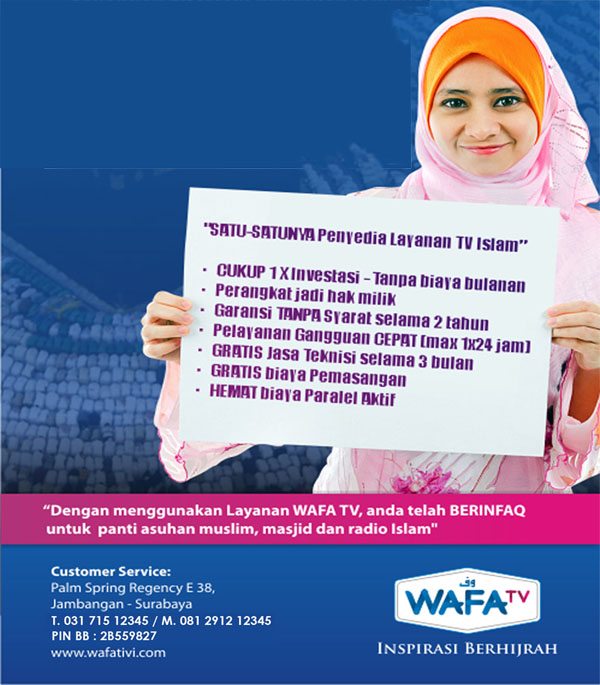 "SATU-SATUNYA Penyedia Layanan TV Islam"
• CUKUP 1 X Investasi - Tanpa biaya bulanan
• Perangkat jadi hak milik
• Garansi TANPA Syarat selama 2 tahun
• Pelayanan Gangguan CEPAT (max 1x24 jam)
• GRATIS Jasa Teknisi selama 3 bulan
• GRATIS biaya Pemasangan
• HEMAT biaya Paralel Aktif
“Dengan menggunakan Layanan WAFA TV, anda telah BERINFAQ
untuk panti asuhan muslim, masjid dan radio Islam"
Customer Service:
Palm Spring Regency E 38,
Jambangan - Surabaya
T. 031 715 12345 / M. 081 2912 12345
PIN BB : 2B559827
www.wafativi.com
وف
WAFA TV
INSPIRASI BERHIJRAH